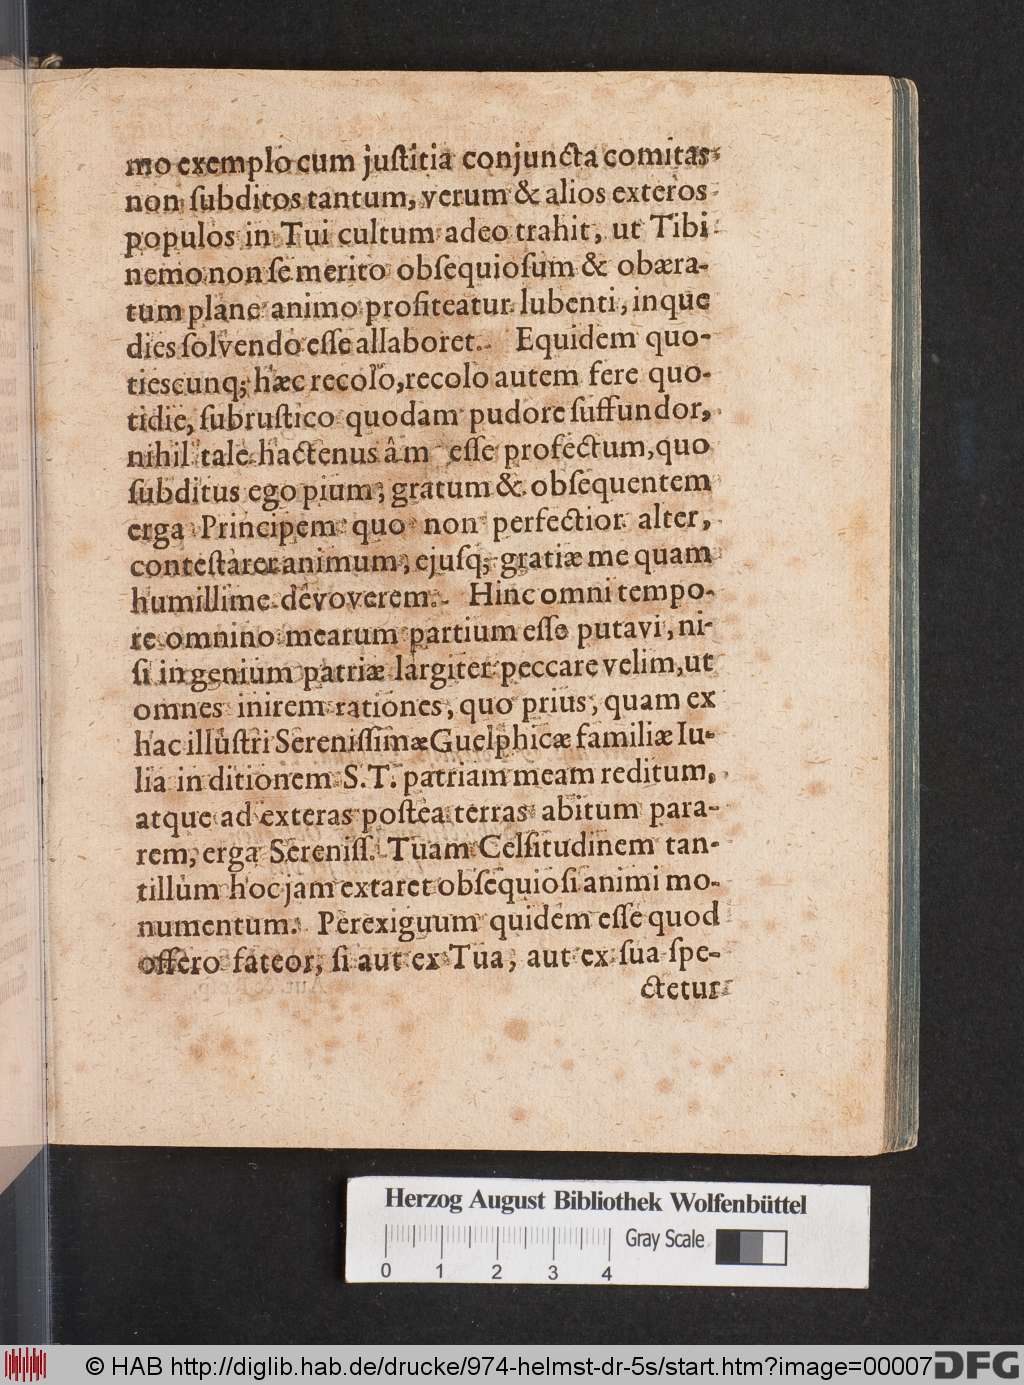 mo exemplo cum juſtitia conjuncta comitas
non ſubditos tantum, verum & alios exteros
populos in Tui cultum adeo trahit, ut Tibi
nemo non ſe merito obſequioſum & obæra-
tum plane animo profiteatur lubenti, inque
dies ſolvendo eſſe allaboret. Equidem quo-
tieſcunq; hæc recolo, recolo autem fere quo-
tidie, ſubruſtico quodam pudore ſuffundor,
nihil tale hactenus â m eſſe profectum, quo
ſubditus ego pium, gratum & obſequentem
erga Principem quo non perfectior alter,
conteſtarer animum, ejuſq; gratiæ me quam
humillime devoverem. Hinc omni tempo-
re omnino mearum partium eſſe putavi, ni-
ſi in genium patriæ largiter peccare velim, ut
omnes inirem rationes, quo prius, quam ex
hac illuſtri Sereniſſimæ Guelphicæ familiæ Iu-
lia in ditionem S. T. patriam meam reditum,
atque ad exteras poſtea terras abitum para-
rem, erga Sereniſſ. Tuam Celſitudinem tan-
tillum hoc jam extaret obſequioſi animi mo-
numentum. Perexiguum quidem eſſe quod
offero fateor, ſi aut ex Tua, aut ex ſua ſpe-
ctetur
Herzog August Bibliothek Wolfenbüttel
Gray Scale
0 1 2 3 4
© HAB http://diglib.hab.de/drucke/974-helmst-dr-5s/start.htm?image=00007
DFG